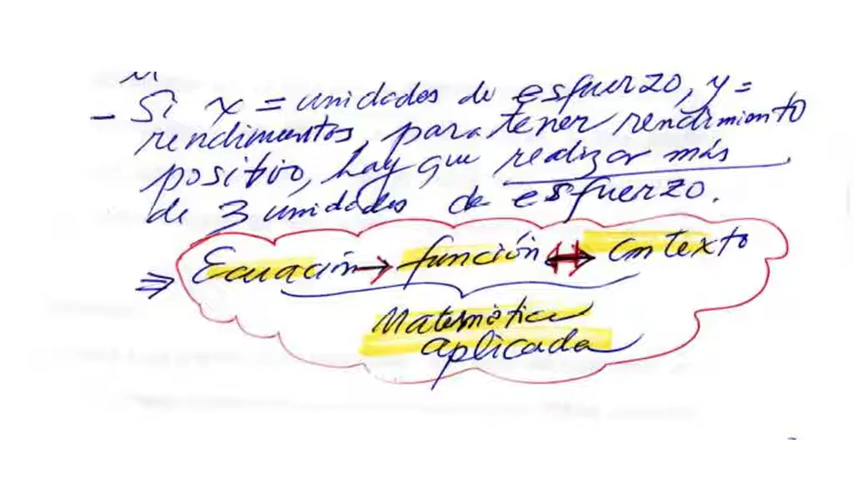 - Si x = unidades de esfuerzo, y =
rendimientos, para tener rendimiento
positivo, hay que realizar más
de 3 unidades de esfuerzo.
⇒ Ecuación → función ↔ Contexto
Matemática
aplicada